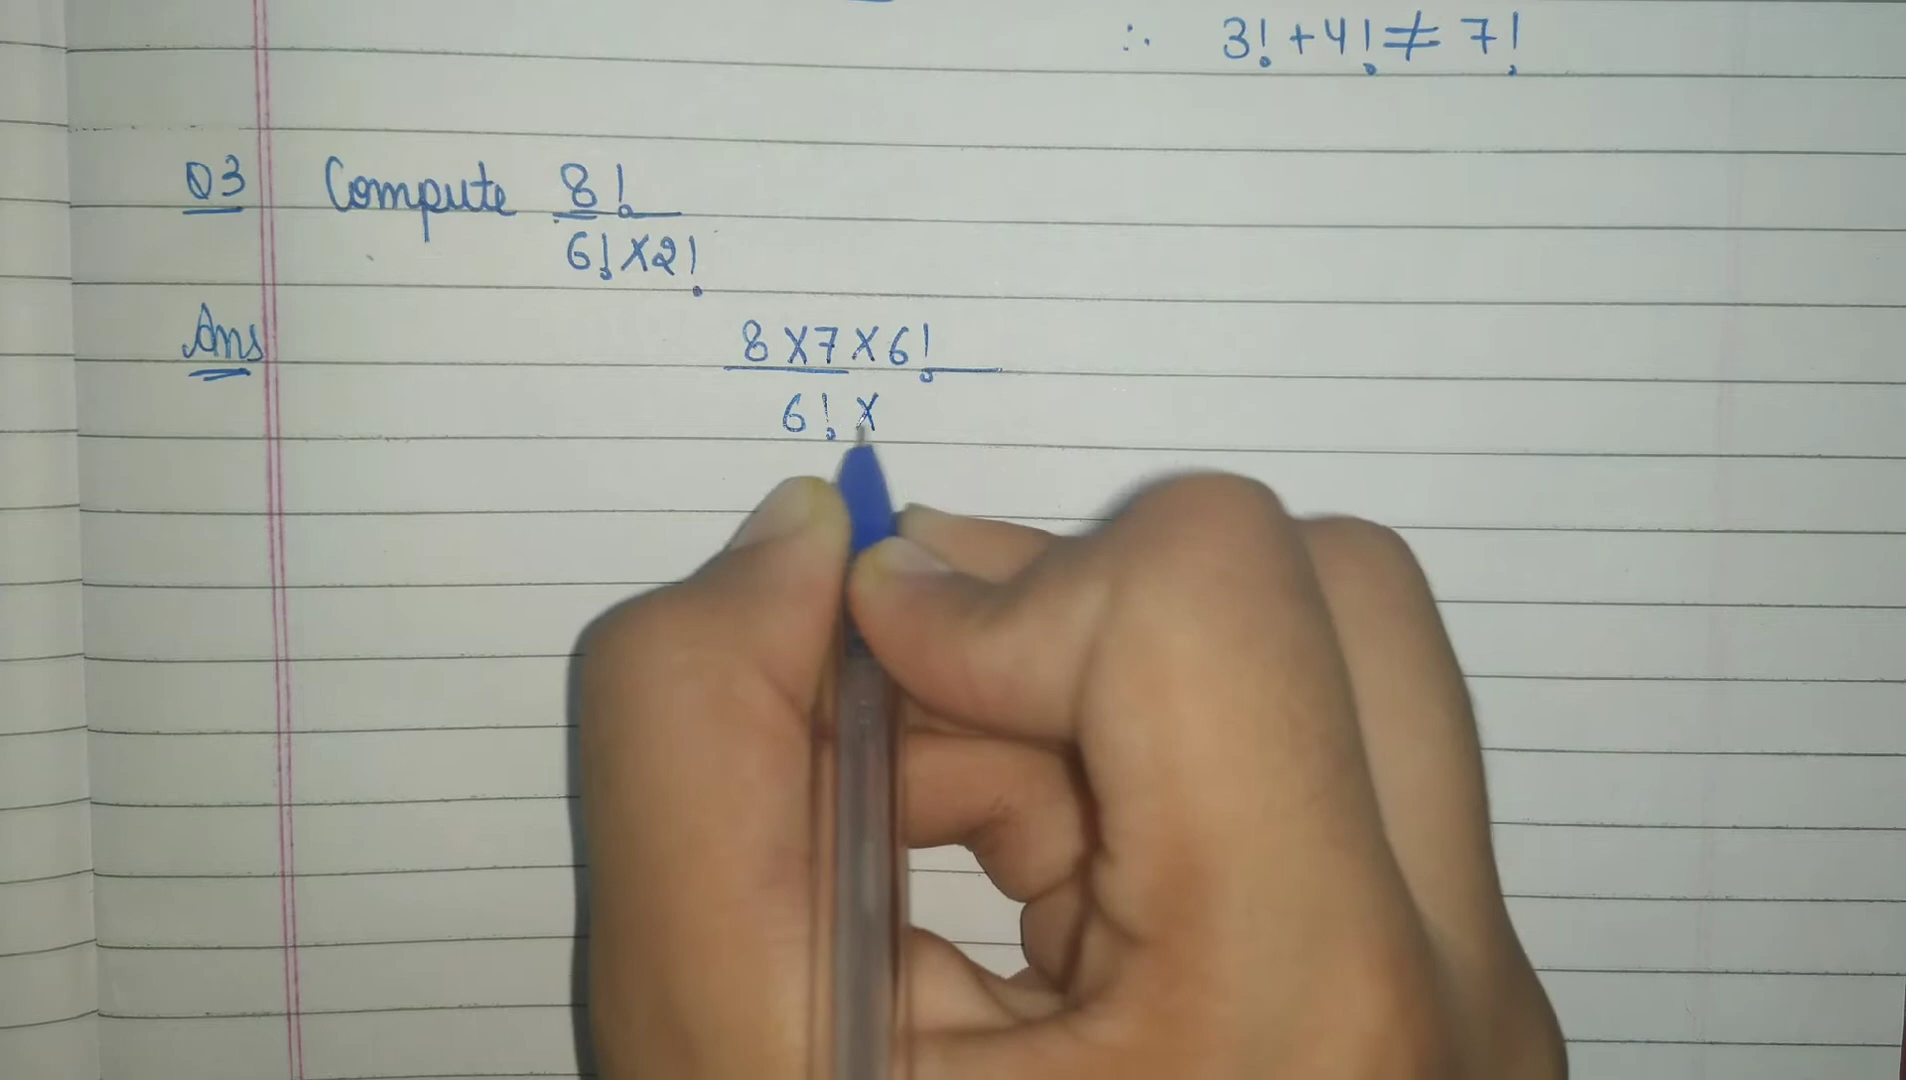 ∴ 3! + 4! ≠ 7!
Q3 Compute 8!
6! X 2!
Ans 8 X 7 X 6!
6! X